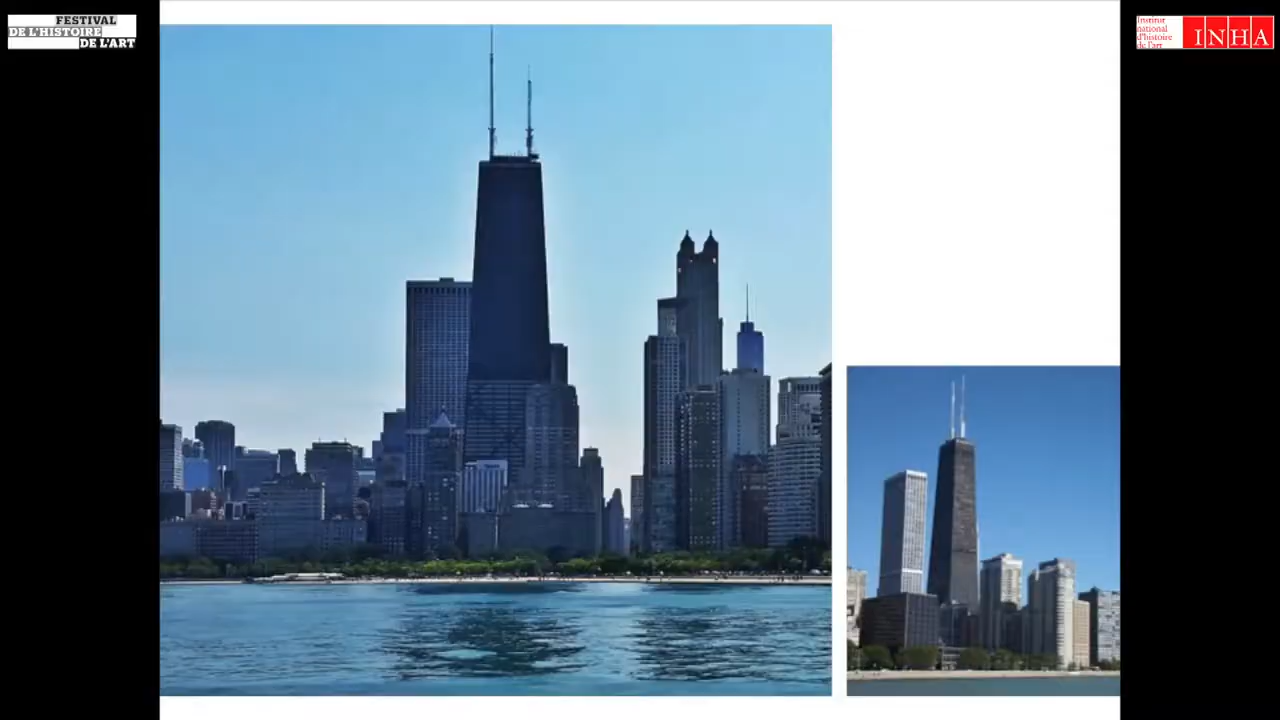 FESTIVAL
DE L'HISTOIRE
DE L'ART
Institut
national
d'histoire
de l'art
INHA